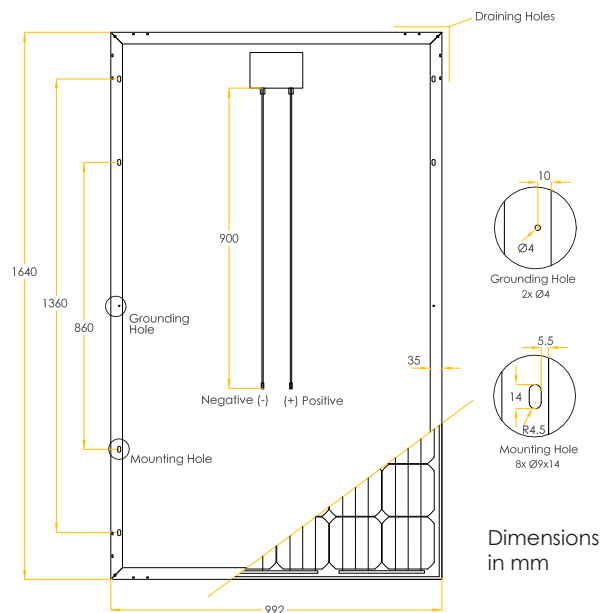 Draining Holes
10
900
Ø4
Grounding Hole
2x Ø4
1640
1360
860
Grounding
Hole
35
5.5
14
Negative (-)
(+) Positive
R4.5
Mounting Hole
8x Ø9x14
Mounting Hole
Dimensions
in mm
992